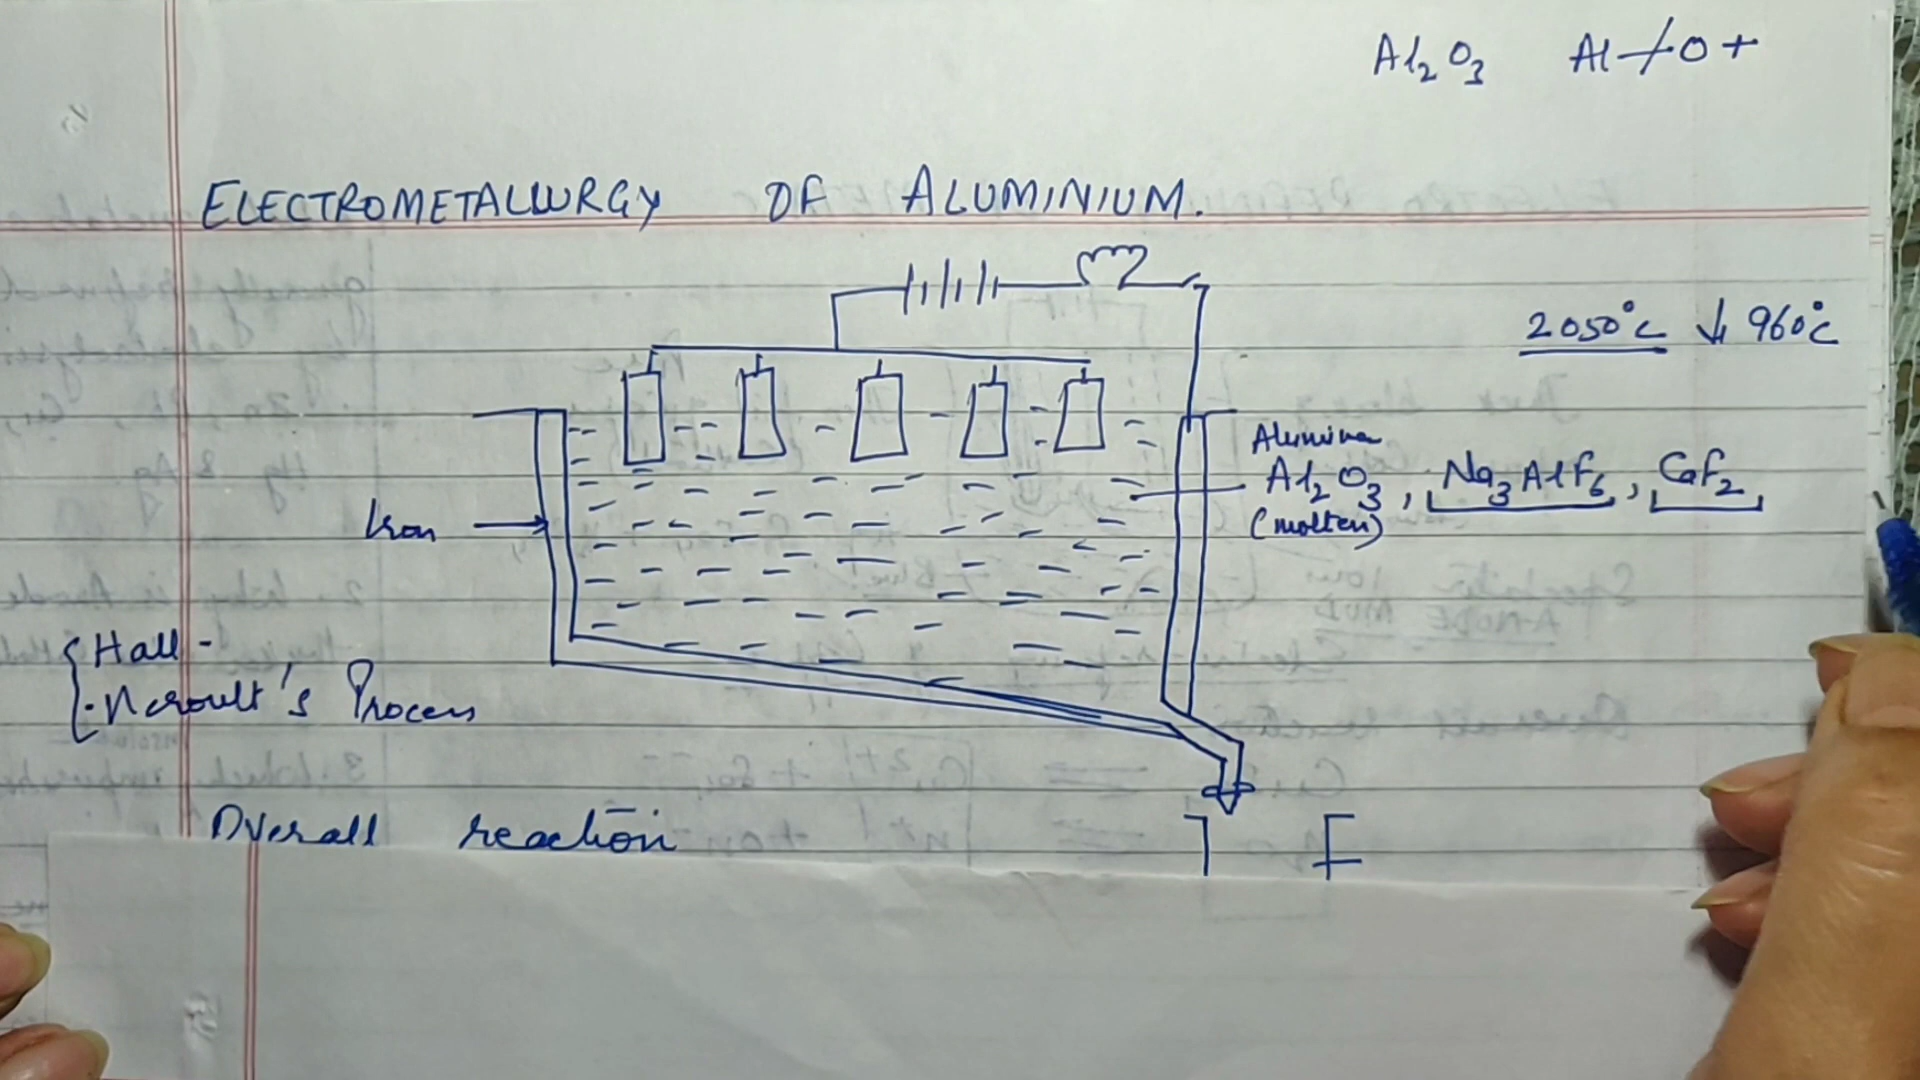 Al₂O₃ Al-/O +
ELECTROMETALLURGY OF ALUMINIUM.
2050°C ↓ 960°C
Alumina
Al₂O₃, Na₃AlF₆, CaF₂
(molten)
Iron
Hall -
Heroult's Process
Overall reaction